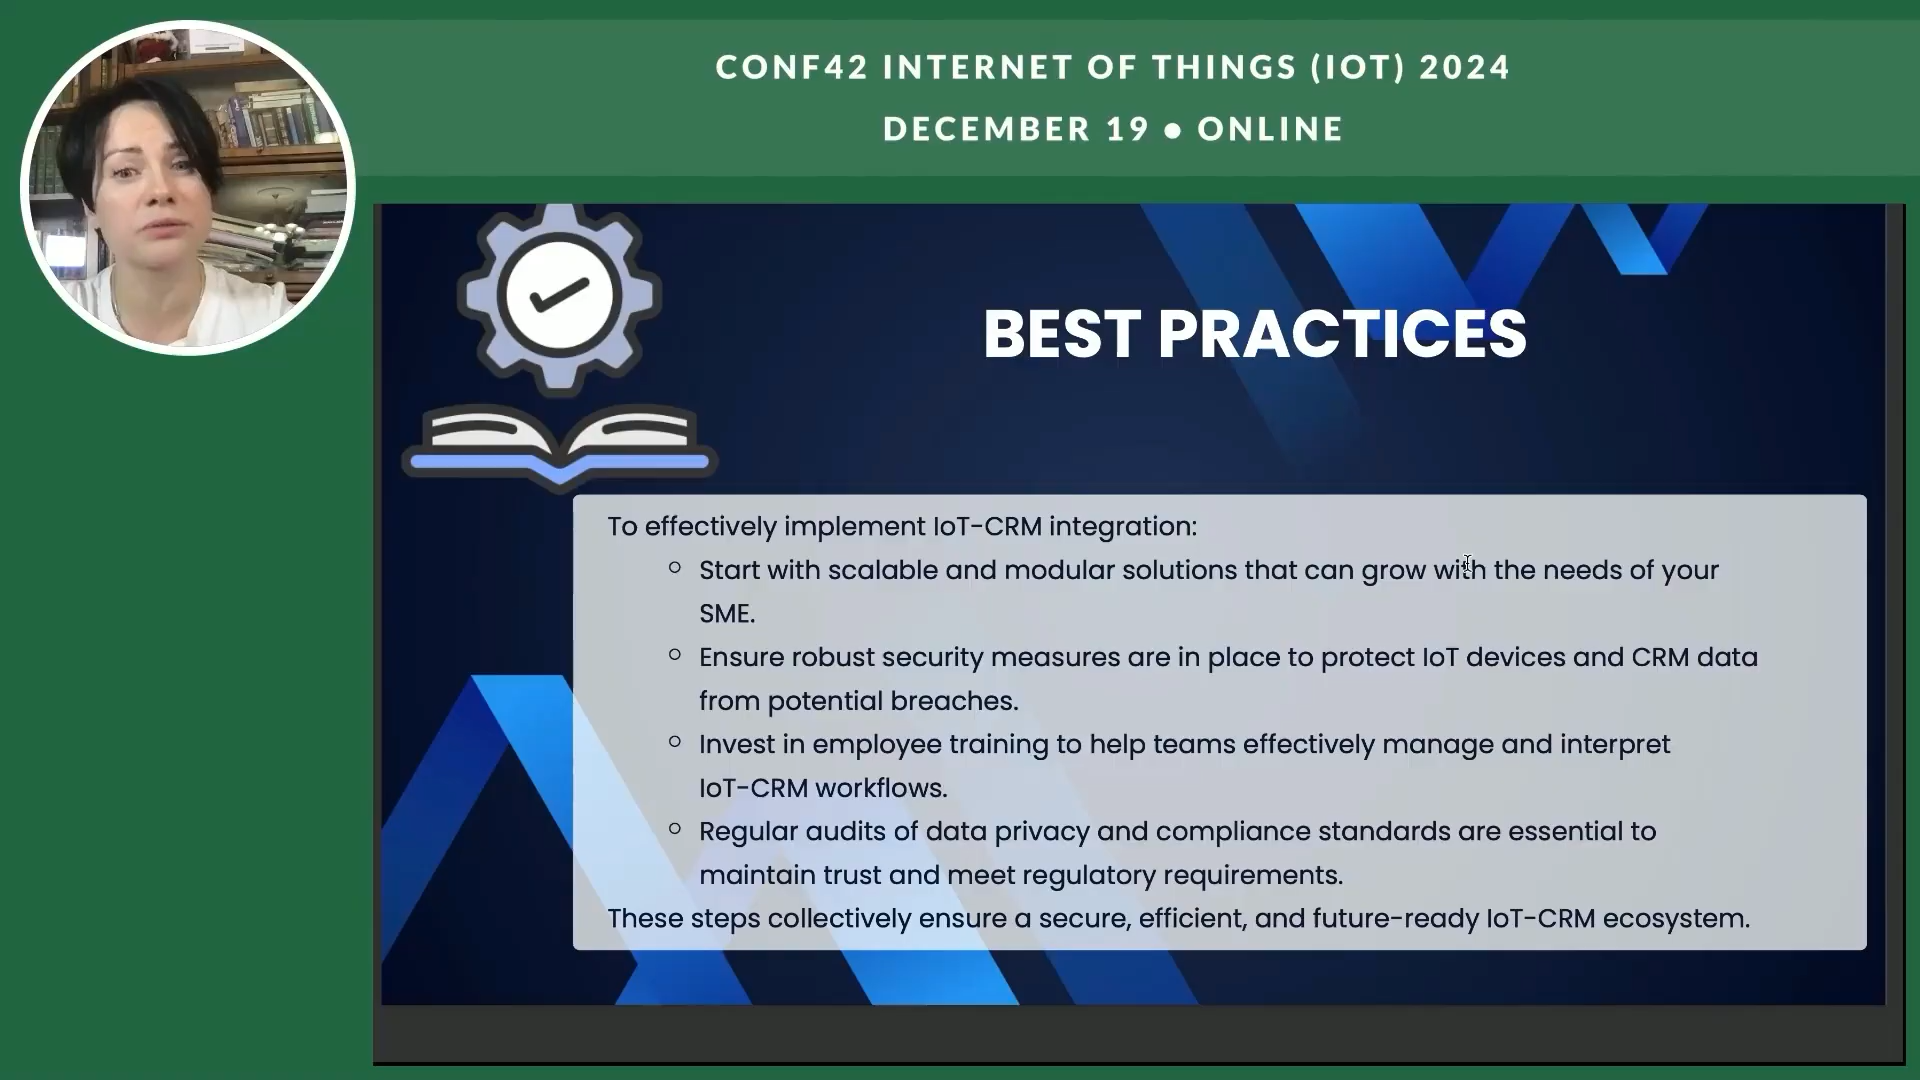 CONF42 INTERNET OF THINGS (IOT) 2024
DECEMBER 19 ● ONLINE
BEST PRACTICES
To effectively implement IoT-CRM integration:
○ Start with scalable and modular solutions that can grow with the needs of your
SME.
○ Ensure robust security measures are in place to protect IoT devices and CRM data
from potential breaches.
○ Invest in employee training to help teams effectively manage and interpret
IoT-CRM workflows.
○ Regular audits of data privacy and compliance standards are essential to
maintain trust and meet regulatory requirements.
These steps collectively ensure a secure, efficient, and future-ready IoT-CRM ecosystem.